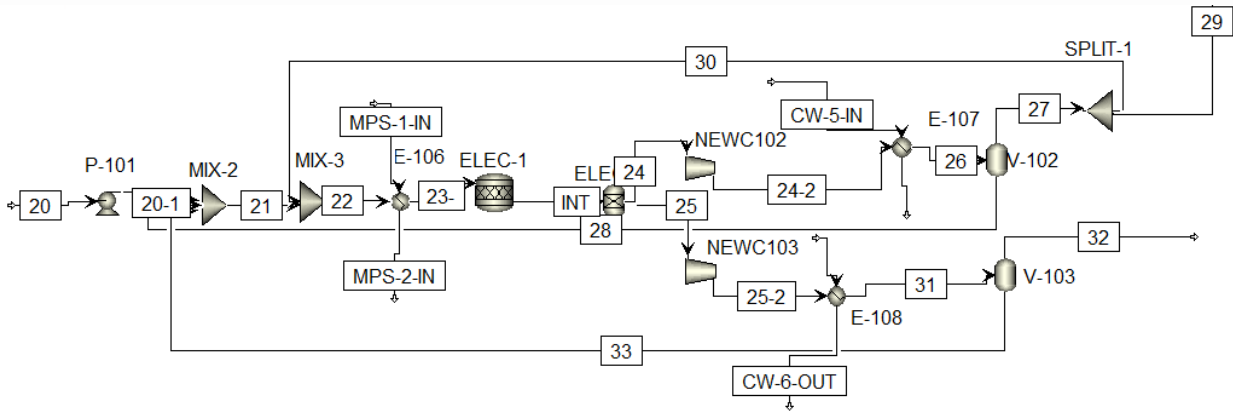 29
SPLIT-1
30
CW-5-IN
27
E-107
MPS-1-IN
NEWC102
V-102
26
P-101
MIX-2
MIX-3
E-106
ELEC-1
ELEC
24
20
20-1
21
22
23-
INT
25
24-2
28
32
NEWC103
MPS-2-IN
V-103
25-2
31
E-108
33
CW-6-OUT